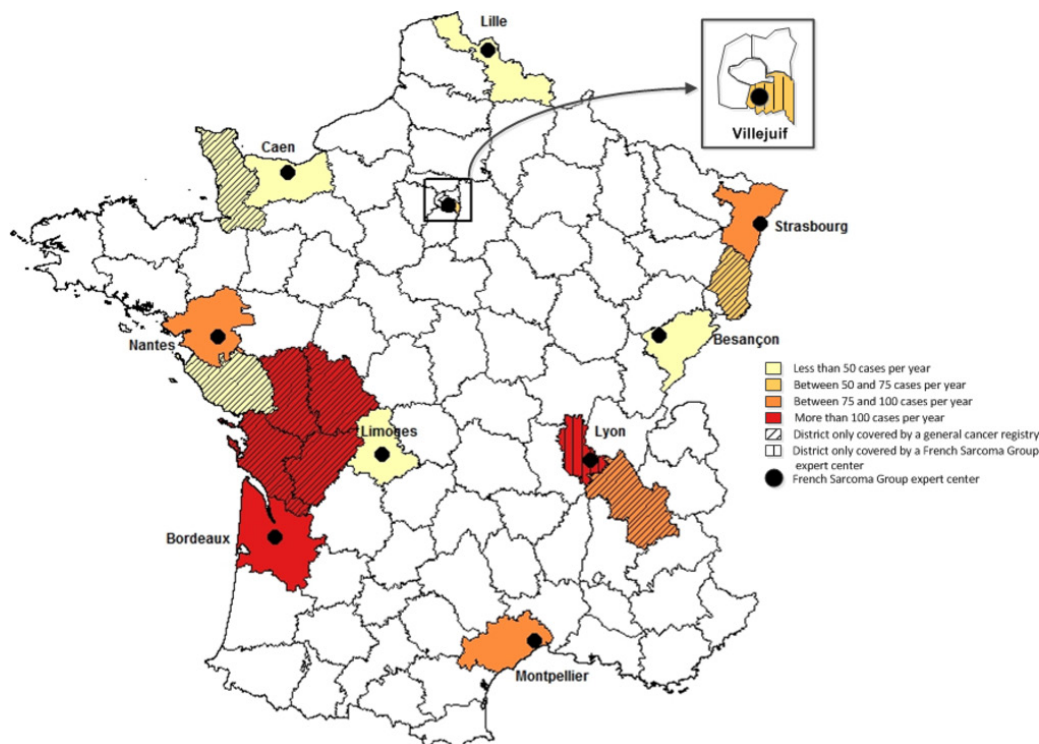 Lille
Villejuif
Caen
Strasbourg
Nantes
Besançon
Less than 50 cases per year
Between 50 and 75 cases per year
Between 75 and 100 cases per year
More than 100 cases per year
District only covered by a general cancer registry
District only covered by a French Sarcoma Group
expert center
French Sarcoma Group expert center
Limoges
Lyon
Bordeaux
Montpellier